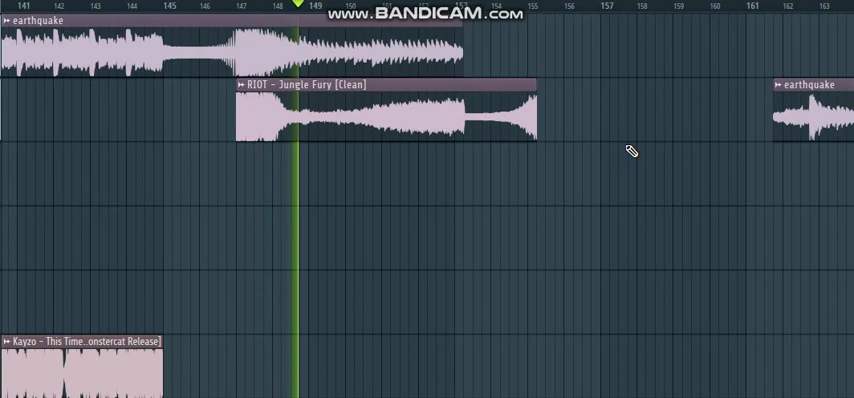 141 142 143 144 145 146 147 148 149 150 151 152 153 154 155 156 157 158 159 160 161 162 163
www.BANDICAM.com
earthquake
RIOT - Jungle Fury [Clean]
earthquake
Kayzo - This Time..onstercat Release]